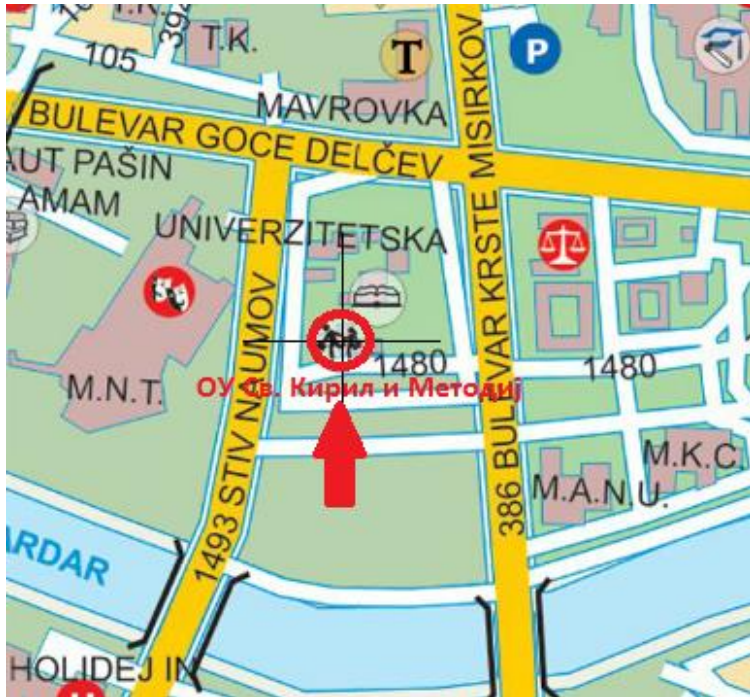 T.K.
105
394
T
P
MAVROVKA
BULEVAR GOCE DELČEV
386 BULEVAR KRSTE MISIRKOV
AUT PAŠIN
AMAM
UNIVERZITETSKA
1480
1480
ОУ Св. Кирил и Методиј
M.N.T.
1493 STIV NAUMOV
M.K.C.
M.A.N.U.
ARDAR
HOLIDEJ IN